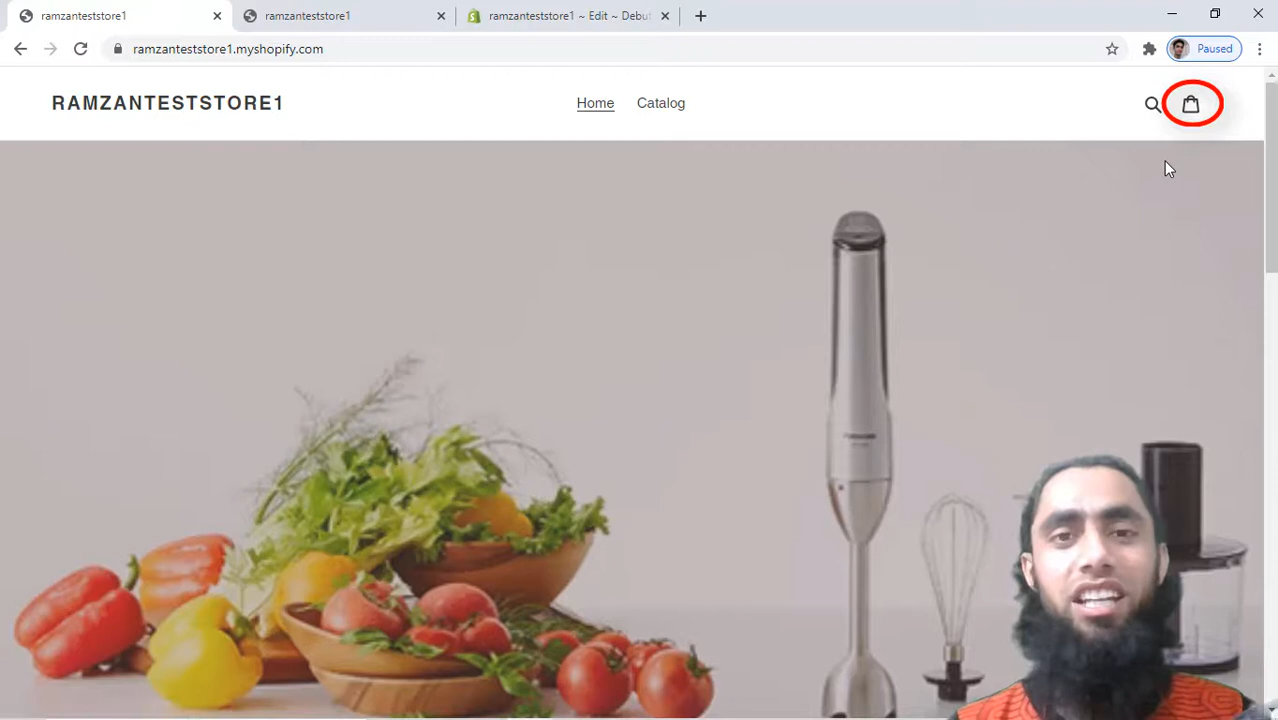 ramzanteststore1
ramzanteststore1
ramzanteststore1 ~ Edit ~ Debut
ramzanteststore1.myshopify.com
Paused
RAMZANTESTSTORE1
Home
Catalog